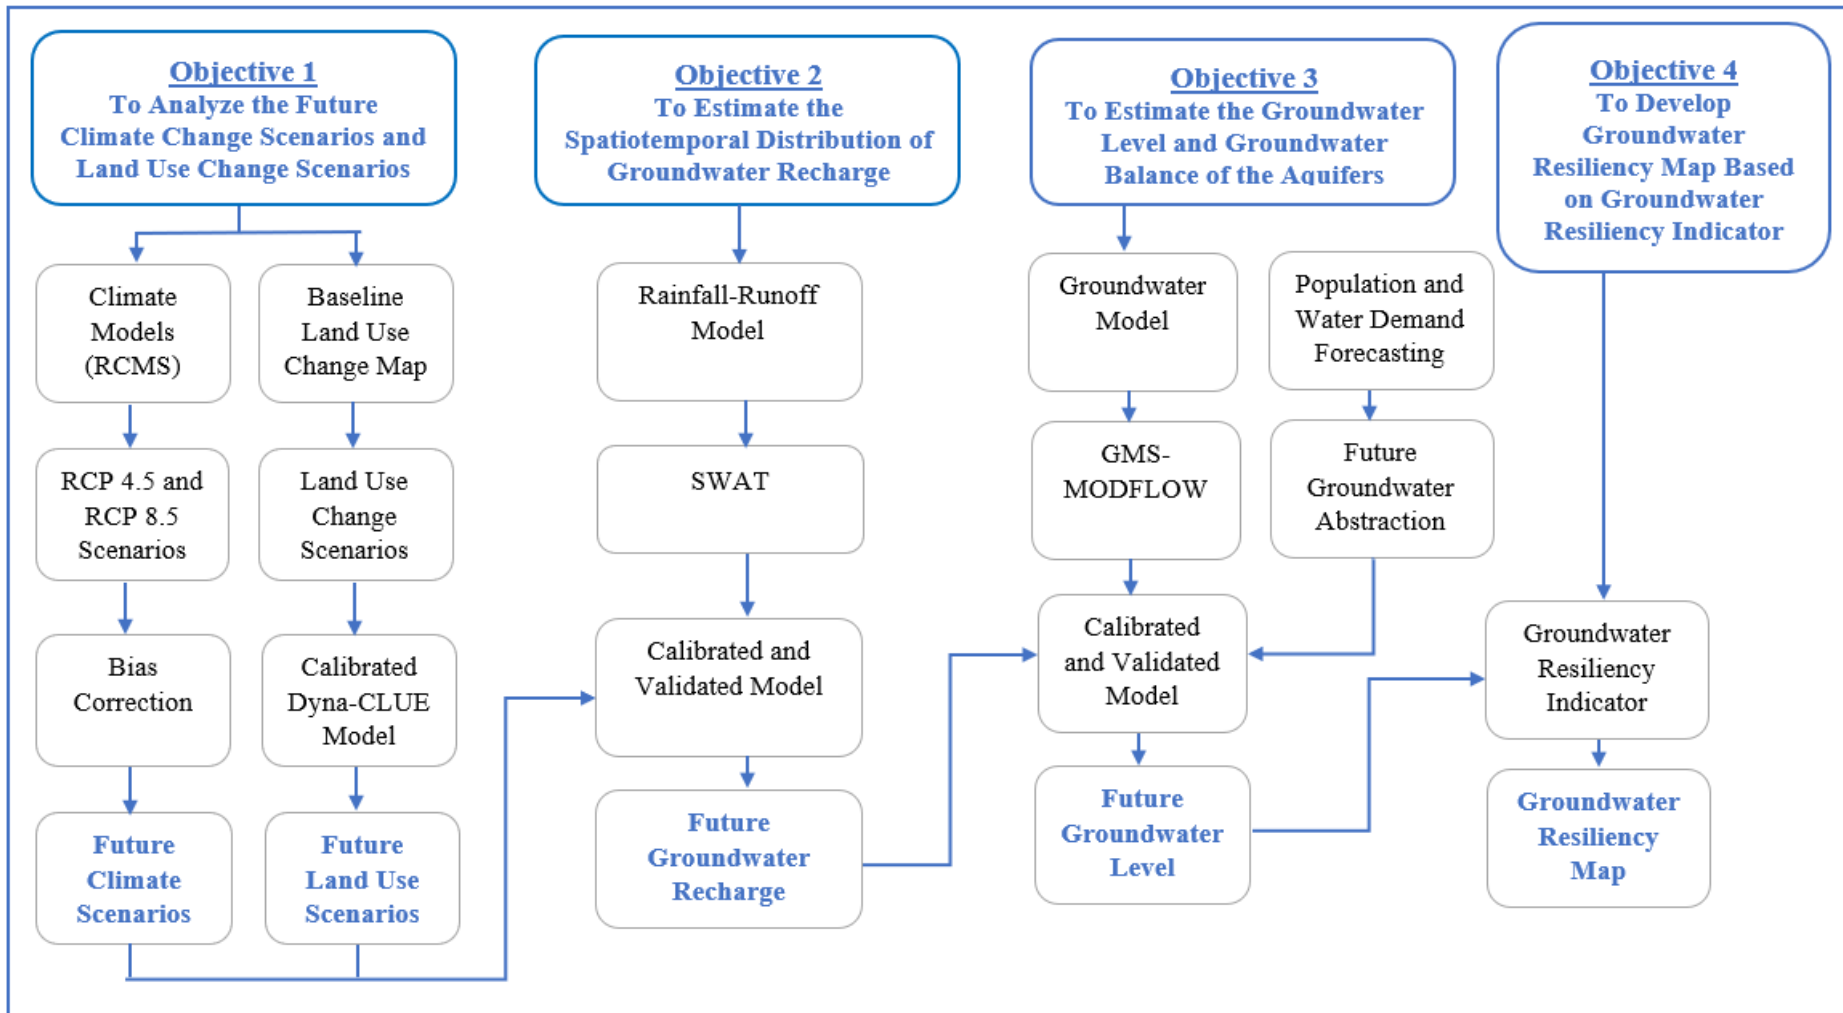 Objective 1
To Analyze the Future
Climate Change Scenarios and
Land Use Change Scenarios
Climate
Models
(RCMS)
RCP 4.5 and
RCP 8.5
Scenarios
Bias
Correction
Future
Climate
Scenarios
Baseline
Land Use
Change Map
Land Use
Change
Scenarios
Calibrated
Dyna-CLUE
Model
Future
Land Use
Scenarios
Objective 2
To Estimate the
Spatiotemporal Distribution of
Groundwater Recharge
Rainfall-Runoff
Model
SWAT
Calibrated and
Validated Model
Future
Groundwater
Recharge
Objective 3
To Estimate the Groundwater
Level and Groundwater
Balance of the Aquifers
Groundwater
Model
GMS-
MODFLOW
Calibrated
and Validated
Model
Future
Groundwater
Level
Population and
Water Demand
Forecasting
Future
Groundwater
Abstraction
Objective 4
To Develop
Groundwater
Resiliency Map Based
on Groundwater
Resiliency Indicator
Groundwater
Resiliency
Indicator
Groundwater
Resiliency
Map